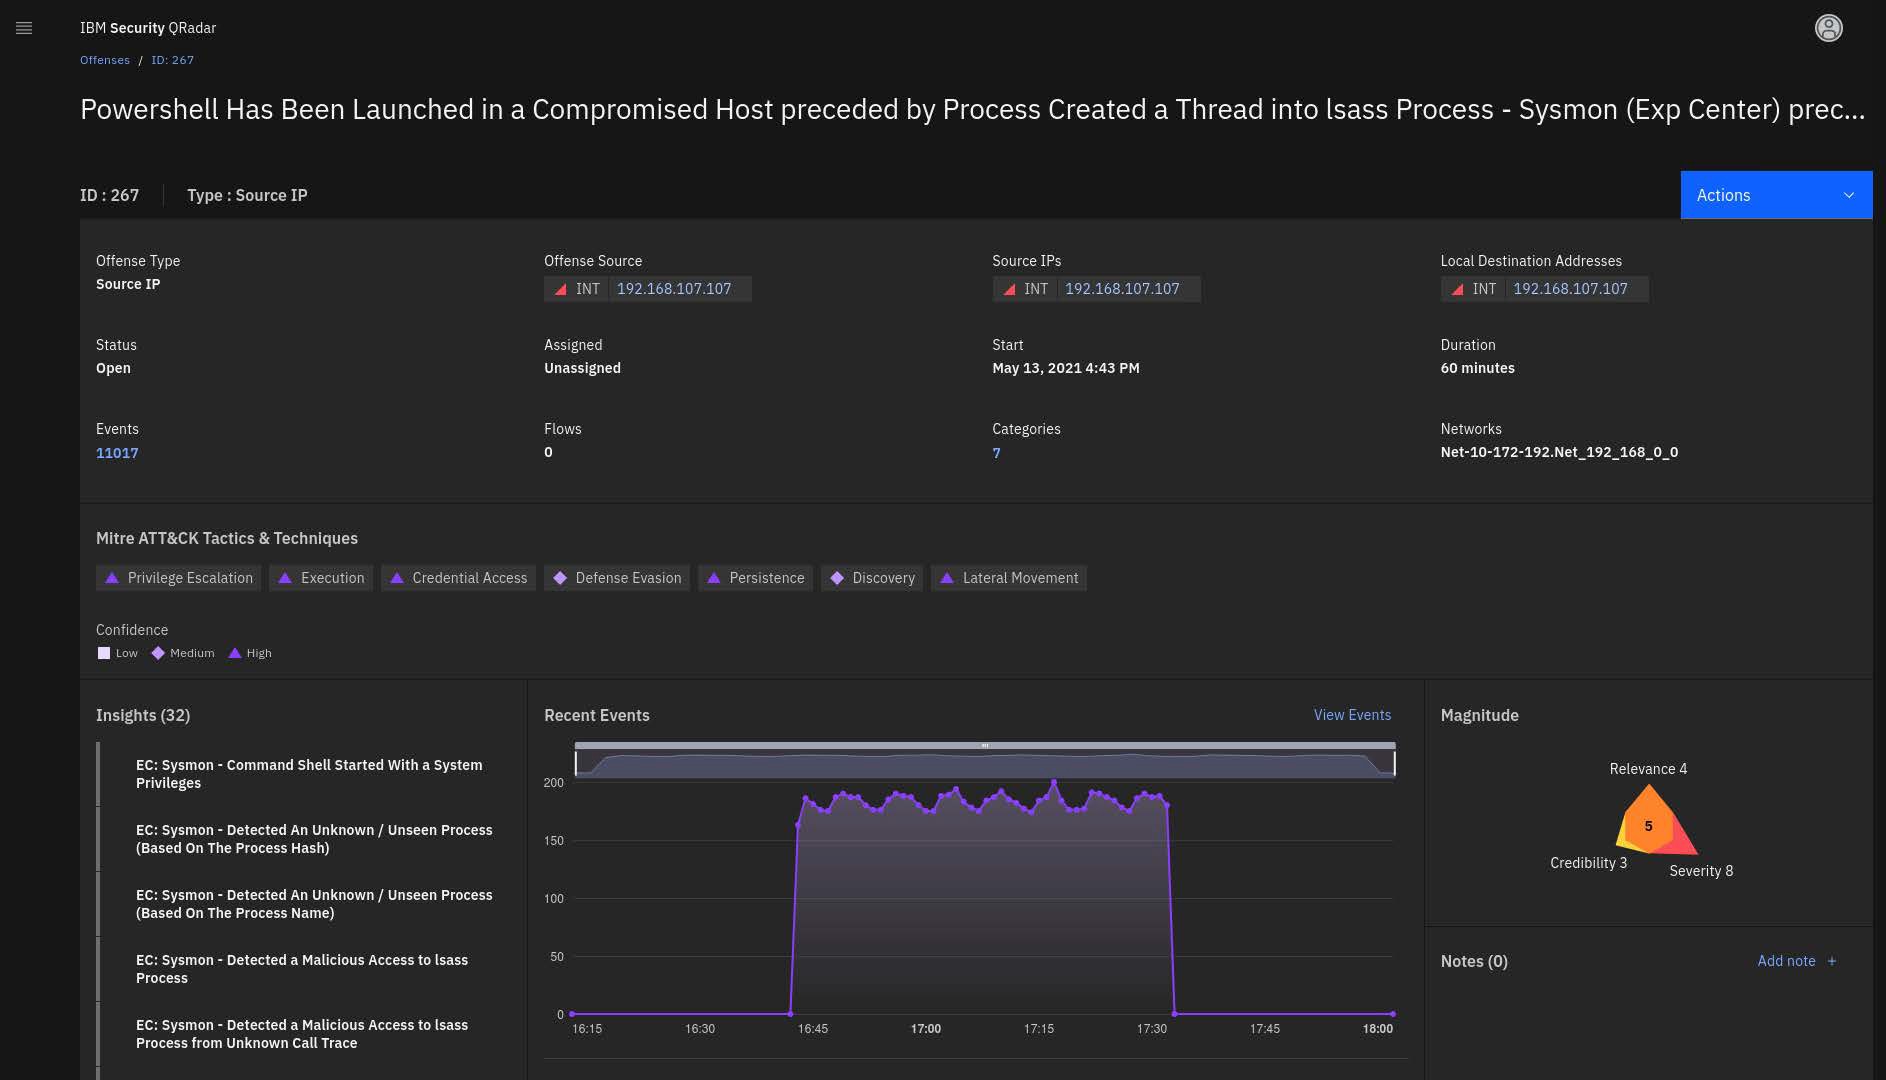 IBM Security QRadar
Offenses / ID: 267
Powershell Has Been Launched in a Compromised Host preceded by Process Created a Thread into lsass Process - Sysmon (Exp Center) prec...
ID : 267 Type : Source IP
Actions
Offense Type
Source IP
Offense Source
INT 192.168.107.107
Source IPs
INT 192.168.107.107
Local Destination Addresses
INT 192.168.107.107
Status
Open
Assigned
Unassigned
Start
May 13, 2021 4:43 PM
Duration
60 minutes
Events
11017
Flows
0
Categories
7
Networks
Net-10-172-192.Net_192_168_0_0
Mitre ATT&CK Tactics & Techniques
Privilege Escalation Execution Credential Access Defense Evasion Persistence Discovery Lateral Movement
Confidence
Low Medium High
Insights (32)
EC: Sysmon - Command Shell Started With a System
Privileges
EC: Sysmon - Detected An Unknown / Unseen Process
(Based On The Process Hash)
EC: Sysmon - Detected An Unknown / Unseen Process
(Based On The Process Name)
EC: Sysmon - Detected a Malicious Access to lsass
Process
EC: Sysmon - Detected a Malicious Access to lsass
Process from Unknown Call Trace
Recent Events
View Events
200
150
100
50
0
16:15 16:30 16:45 17:00 17:15 17:30 17:45 18:00
Magnitude
Relevance 4
5
Credibility 3
Severity 8
Notes (0)
Add note +